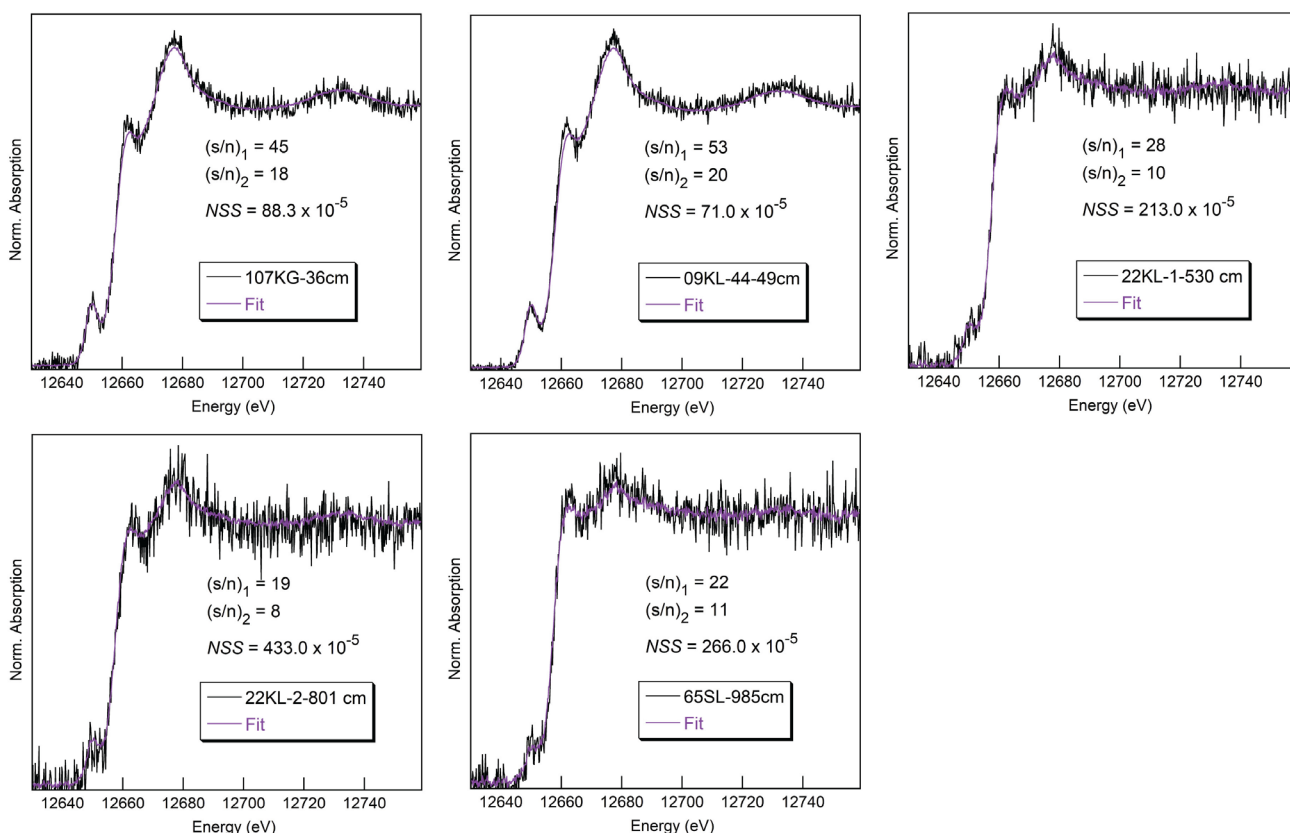 Norm. Absorption
(s/n)1 = 45
(s/n)2 = 18
NSS = 88.3 x 10-5
107KG-36cm
Fit
12640 12660 12680 12700 12720 12740
Energy (eV)
Norm. Absorption
(s/n)1 = 53
(s/n)2 = 20
NSS = 71.0 x 10-5
09KL-44-49cm
Fit
12640 12660 12680 12700 12720 12740
Energy (eV)
Norm. Absorption
(s/n)1 = 28
(s/n)2 = 10
NSS = 213.0 x 10-5
22KL-1-530 cm
Fit
12640 12660 12680 12700 12720 12740
Energy (eV)
Norm. Absorption
(s/n)1 = 19
(s/n)2 = 8
NSS = 433.0 x 10-5
22KL-2-801 cm
Fit
12640 12660 12680 12700 12720 12740
Energy (eV)
Norm. Absorption
(s/n)1 = 22
(s/n)2 = 11
NSS = 266.0 x 10-5
65SL-985cm
Fit
12640 12660 12680 12700 12720 12740
Energy (eV)